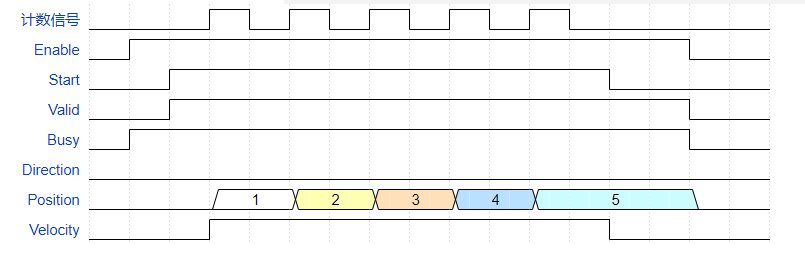 计数信号
Enable
Start
Valid
Busy
Direction
Position 1 2 3 4 5
Velocity